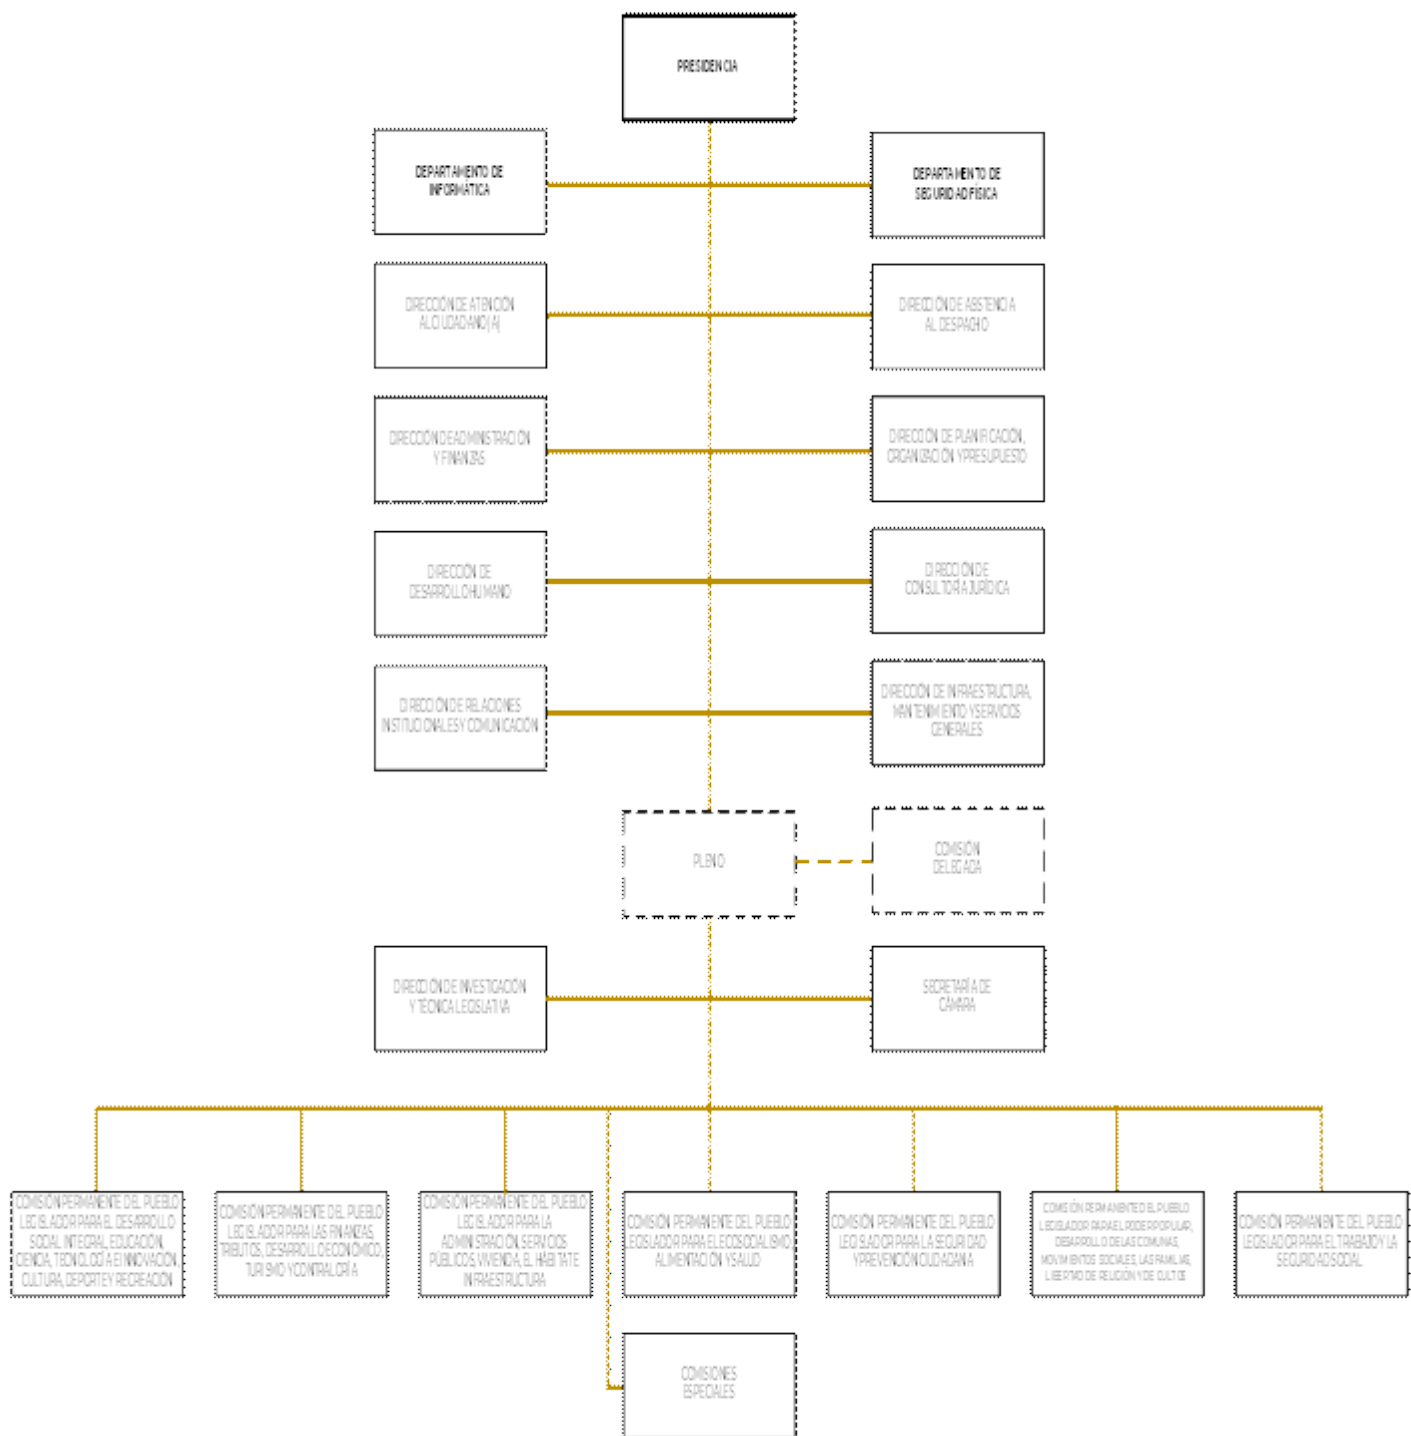 PRESIDENCIA
DEPARTAMENTO DE
INFORMÁTICA
DEPARTAMENTO DE
SEGURIDAD FÍSICA
DIRECCIÓN DE ATENCIÓN
AL CIUDADANO(A)
DIRECCIÓN DE ASISTENCIA
AL DESPACHO
DIRECCIÓN DE ADMINISTRACIÓN
Y FINANZAS
DIRECCIÓN DE PLANIFICACIÓN,
ORGANIZACIÓN Y PRESUPUESTO
DIRECCIÓN DE
DESARROLLO HUMANO
DIRECCIÓN DE
CONSULTORÍA JURÍDICA
DIRECCIÓN DE RELACIONES
INSTITUCIONALES Y COMUNICACIÓN
DIRECCIÓN DE INFRAESTRUCTURA,
MANTENIMIENTO Y SERVICIOS
GENERALES
PLENO
COMISIÓN
DELEGADA
DIRECCIÓN DE INVESTIGACIÓN
Y TÉCNICA LEGISLATIVA
SECRETARÍA DE
CÁMARA
COMISIÓN PERMANENTE DEL PUEBLO
LEGISLADOR PARA EL DESARROLLO
SOCIAL INTEGRAL, EDUCACIÓN,
CIENCIA, TECNOLOGÍA E INNOVACIÓN,
CULTURA, DEPORTE Y RECREACIÓN
COMISIÓN PERMANENTE DEL PUEBLO
LEGISLADOR PARA LAS FINANZAS,
TRIBUTOS, DESARROLLO ECONÓMICO,
TURISMO Y CONTRALORÍA
COMISIÓN PERMANENTE DEL PUEBLO
LEGISLADOR PARA LA
ADMINISTRACIÓN, SERVICIOS
PÚBLICOS, VIVIENDA, EL HÁBITAT E
INFRAESTRUCTURA
COMISIÓN PERMANENTE DEL PUEBLO
LEGISLADOR PARA EL ECOSOCIALISMO,
ALIMENTACIÓN Y SALUD
COMISIÓN PERMANENTE DEL PUEBLO
LEGISLADOR PARA LA SEGURIDAD
Y PREVENCIÓN CIUDADANA
COMISIÓN PERMANENTE DEL PUEBLO
LEGISLADOR PARA EL PODER POPULAR,
DESARROLLO DE LAS COMUNAS,
MOVIMIENTOS SOCIALES, LAS FAMILIAS,
LIBERTAD DE RELIGIÓN Y DE CULTOS
COMISIÓN PERMANENTE DEL PUEBLO
LEGISLADOR PARA EL TRABAJO Y LA
SEGURIDAD SOCIAL
COMISIONES
ESPECIALES